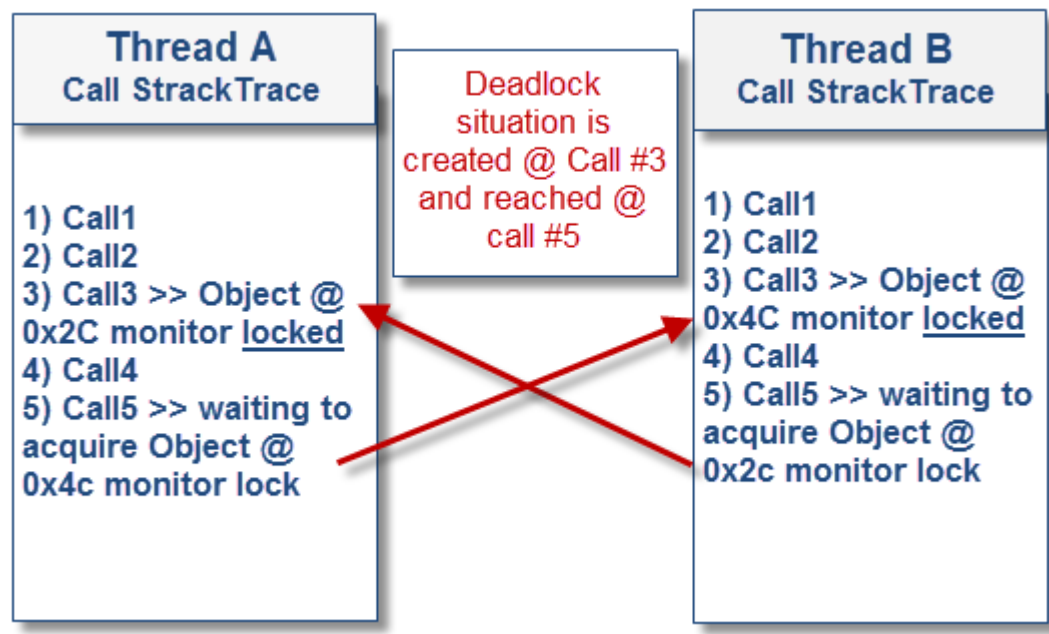 Thread A
Call StrackTrace
1) Call1
2) Call2
3) Call3 >> Object @
0x2C monitor locked
4) Call4
5) Call5 >> waiting to
acquire Object @
0x4c monitor lock
Deadlock
situation is
created @ Call #3
and reached @
call #5
Thread B
Call StrackTrace
1) Call1
2) Call2
3) Call3 >> Object @
0x4C monitor locked
4) Call4
5) Call5 >> waiting to
acquire Object @
0x2c monitor lock